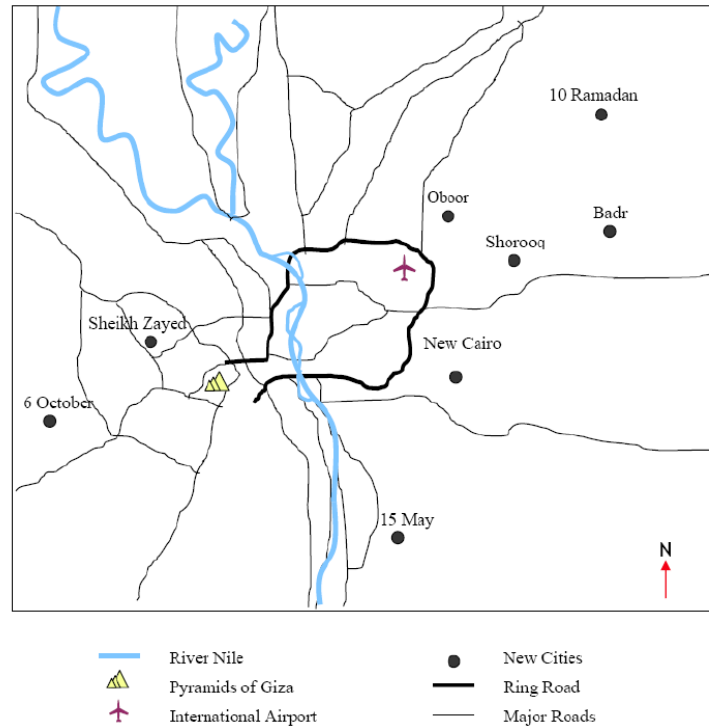 10 Ramadan
Oboor
Badr
Shorooq
Sheikh Zayed
New Cairo
6 October
15 May
N
River Nile
New Cities
Pyramids of Giza
Ring Road
International Airport
Major Roads